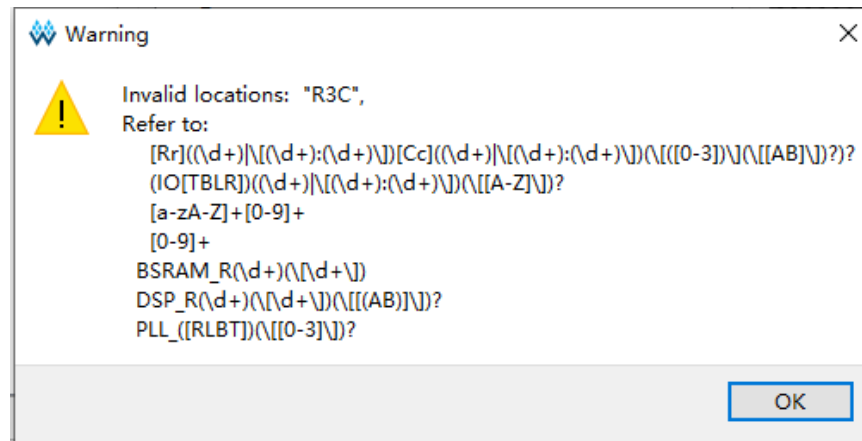 Warning
Invalid locations: "R3C",
Refer to:
[Rr]((\d+)|\[(\d+):(\d+)\])[Cc]((\d+)|\[(\d+):(\d+)\])(\[([0-3])\](\[[AB]\])?)?
(IO[TBLR])((\d+)|\[(\d+):(\d+)\])(\[[A-Z]\])?
[a-zA-Z]+[0-9]+
[0-9]+
BSRAM_R(\d+)(\[\d+\])
DSP_R(\d+)(\[\d+\])(\[[(AB)]\])?
PLL_([RLBT])(\[[0-3]\])?
OK